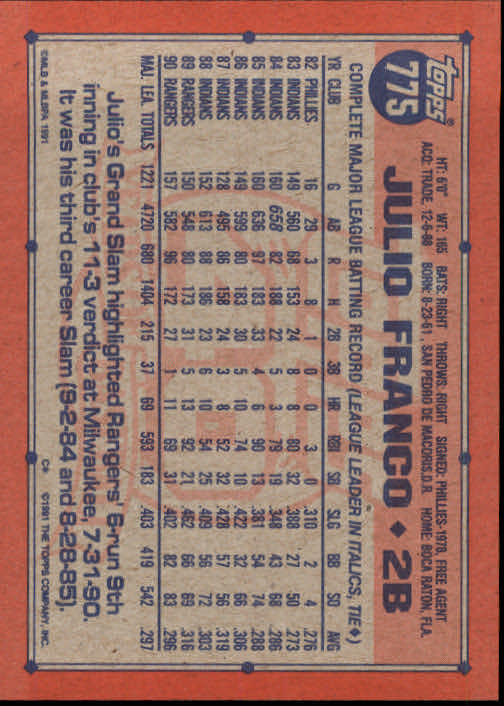 TOPPS®
775
HT: 6'0" WT: 165 BATS: RIGHT THROWS: RIGHT SIGNED: PHILLIES-1978, FREE AGENT
ACQ: TRADE, 12-6-88 BORN: 8-23-61, SAN PEDRO DE MACORIS, D.R. HOME: BOCA RATON, FLA.
JULIO FRANCO ♦ 2B
COMPLETE MAJOR LEAGUE BATTING RECORD (LEAGUE LEADER IN ITALICS, TIE♦)
YR CLUB G AB R H 2B 3B HR RBI SB SLG BB SO AVG
82 PHILLIES 16 29 3 8 1 0 0 3 0 .310 2 4 .276
83 INDIANS 149 560 68 153 24 8 8 80 32 .388 27 50 .273
84 INDIANS 160 658 82 188 22 5 3 79 19 .348 43 68 .286
85 INDIANS 160 636 97 183 33 4 6 90 13 .381 54 74 .288
86 INDIANS 149 599 80 183 30 5 10 74 10 .422 32 66 .306
87 INDIANS 128 495 86 158 24 3 8 52 32 .428 57 56 .319
88 INDIANS 152 613 88 186 23 6 10 54 25 .409 56 72 .303
89 RANGERS 150 548 80 173 31 5 13 92 21 .462 66 69 .316
90 RANGERS 157 582 96 172 27 1 11 69 31 .402 82 83 .296
MAJ. LEA. TOTALS 1221 4720 680 1404 215 37 69 593 183 .403 419 542 .297
Julio's Grand Slam highlighted Rangers' 6-run 9th
inning in club's 11-3 verdict at Milwaukee, 7-31-90.
It was his third career Slam (9-2-84 and 8-28-85).
©MLB & MLBPA 1991 C* ©1991 THE TOPPS COMPANY, INC.